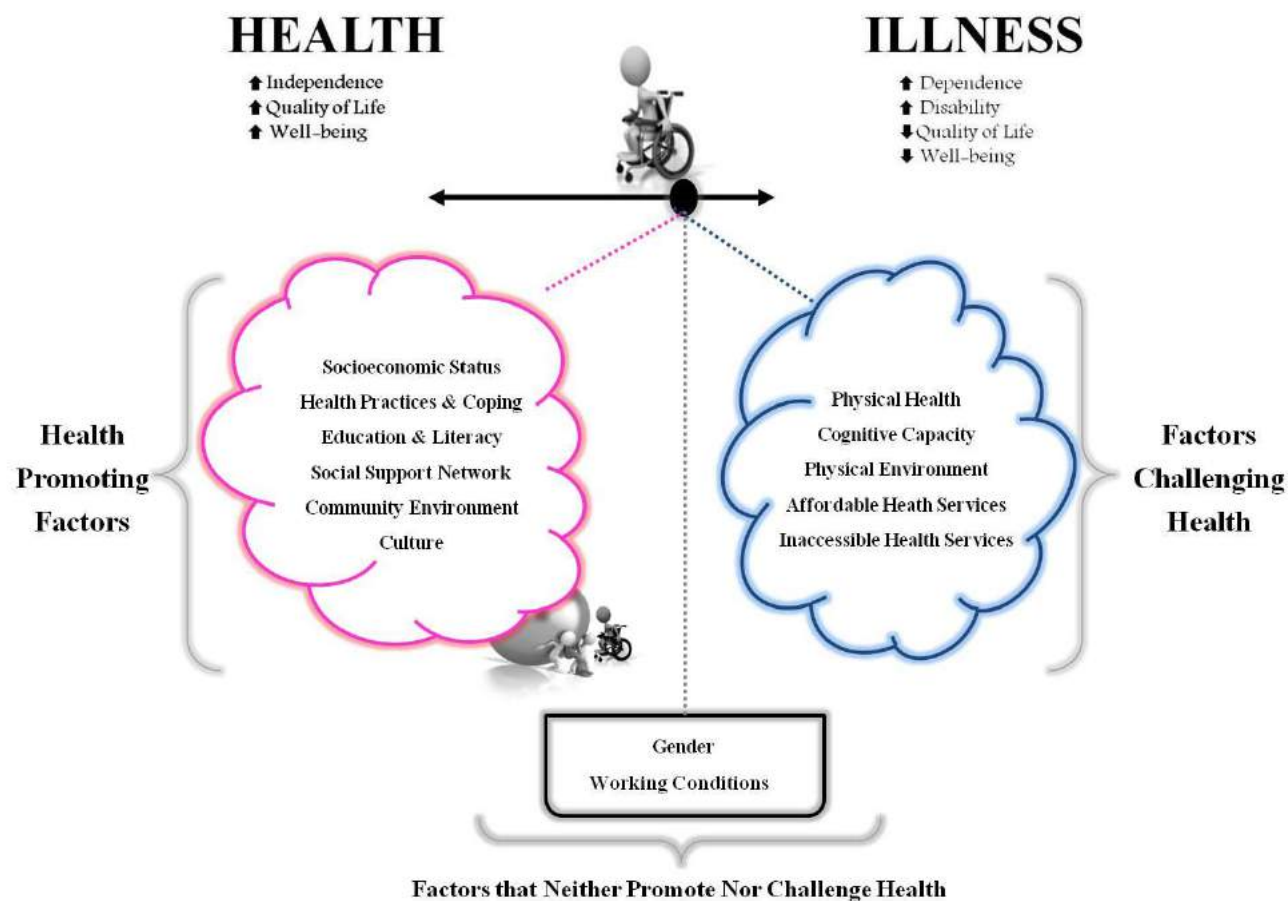 HEALTH
⬆ Independence
⬆ Quality of Life
⬆ Well-being
ILLNESS
⬆ Dependence
⬆ Disability
⬇ Quality of Life
⬇ Well-being
Health
Promoting
Factors
Socioeconomic Status
Health Practices & Coping
Education & Literacy
Social Support Network
Community Environment
Culture
Physical Health
Cognitive Capacity
Physical Environment
Affordable Heath Services
Inaccessible Health Services
Factors
Challenging
Health
Gender
Working Conditions
Factors that Neither Promote Nor Challenge Health